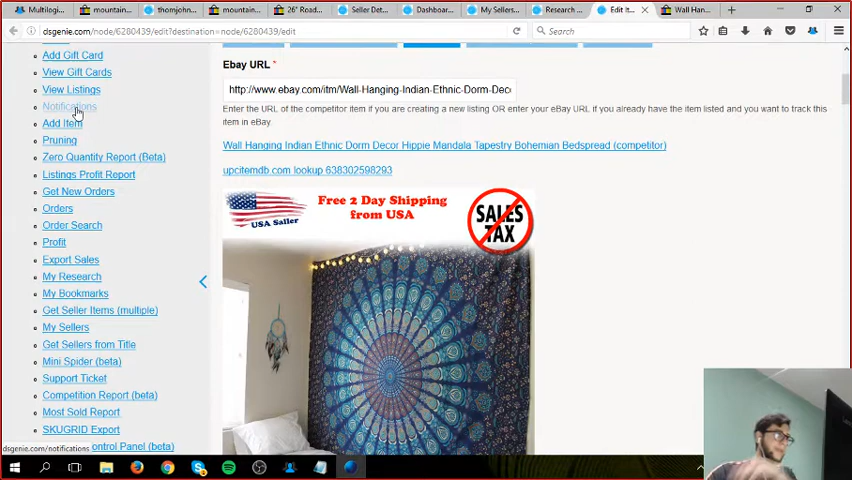 Multilogi
mountain
thomjohn...
mountain
26" Road...
Seller Det...
Dashboar...
My Sellers...
Research ...
Edit It...
Wall Han...
dsgenie.com/node/6280439/edit?destination=node/6280439/edit
Search
Add Gift Card
View Gift Cards
View Listings
Notifications
Add Item
Pruning
Zero Quantity Report (Beta)
Listings Profit Report
Get New Orders
Orders
Order Search
Profit
Export Sales
My Research
My Bookmarks
Get Seller Items (multiple)
My Sellers
Get Sellers from Title
Mini Spider (beta)
Support Ticket
Competition Report (beta)
Most Sold Report
SKUGRID Export
ontrol Panel (beta)
dsgenie.com/notifications
Ebay URL *
http://www.ebay.com/itm/Wall-Hanging-Indian-Ethnic-Dorm-Deco
Enter the URL of the competitor item if you are creating a new listing OR enter your eBay URL if you already have the item listed and you want to track this
item in eBay.
Wall Hanging Indian Ethnic Dorm Decor Hippie Mandala Tapestry Bohemian Bedspread (competitor)
upcitemdb.com lookup 638302598293
USA Seller
Free 2 Day Shipping
from USA
SALES
TAX